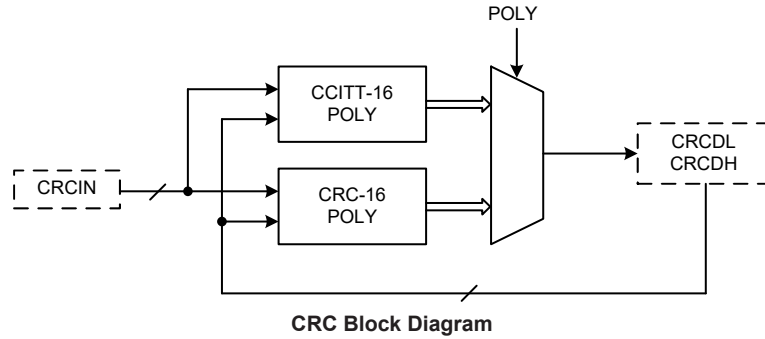 POLY
CCITT-16
POLY
CRCDL
CRCDH
CRCIN
CRC-16
POLY
CRC Block Diagram